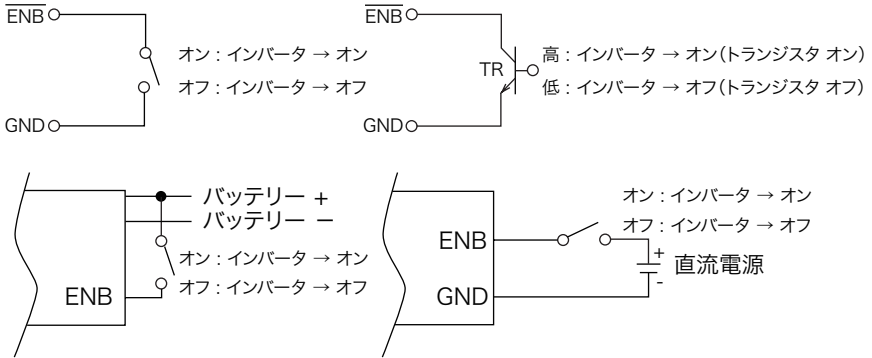 ENB
オン : インバータ → オン
オフ : インバータ → オフ
GND
ENB
TR
高 : インバータ → オン(トランジスタ オン)
低 : インバータ → オフ(トランジスタ オフ)
GND
バッテリー +
バッテリー −
オン : インバータ → オン
ENB
オフ : インバータ → オフ
オン : インバータ → オン
オフ : インバータ → オフ
ENB
+
直流電源
-
GND